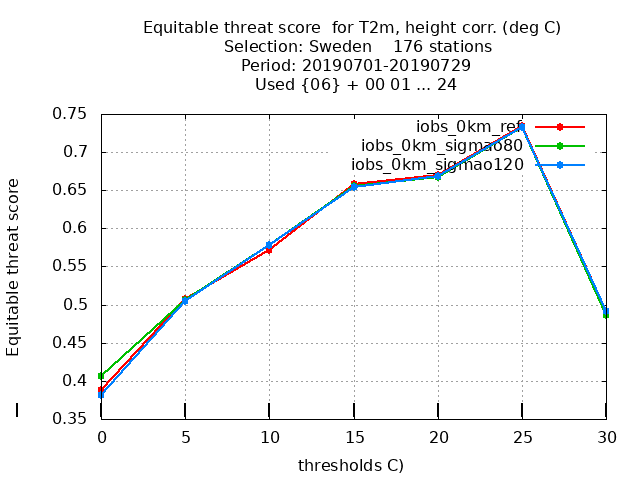 Equitable threat score for T2m, height corr. (deg C)
Selection: Sweden 176 stations
Period: 20190701-20190729
Used {06} + 00 01 ... 24
iobs_0km_ref
iobs_0km_sigmao80
iobs_0km_sigmao120
Equitable threat score
0.75
0.7
0.65
0.6
0.55
0.5
0.45
0.4
0.35
0 5 10 15 20 25 30
thresholds C)